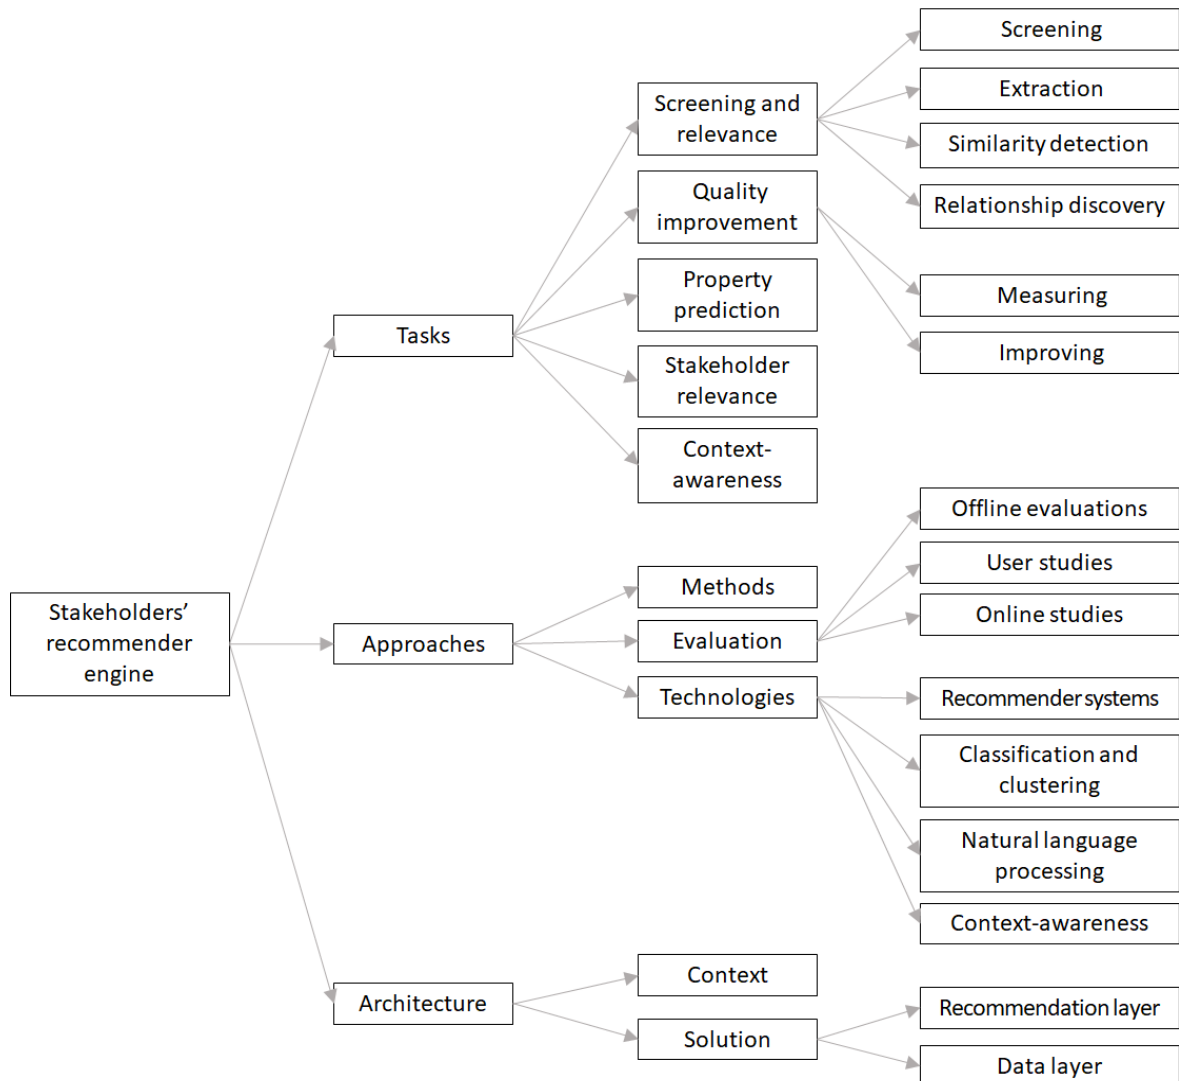 Stakeholders’
recommender
engine
Tasks
Approaches
Architecture
Screening and
relevance
Quality
improvement
Property
prediction
Stakeholder
relevance
Context-
awareness
Methods
Evaluation
Technologies
Context
Solution
Screening
Extraction
Similarity detection
Relationship discovery
Measuring
Improving
Offline evaluations
User studies
Online studies
Recommender systems
Classification and
clustering
Natural language
processing
Context-awareness
Recommendation layer
Data layer